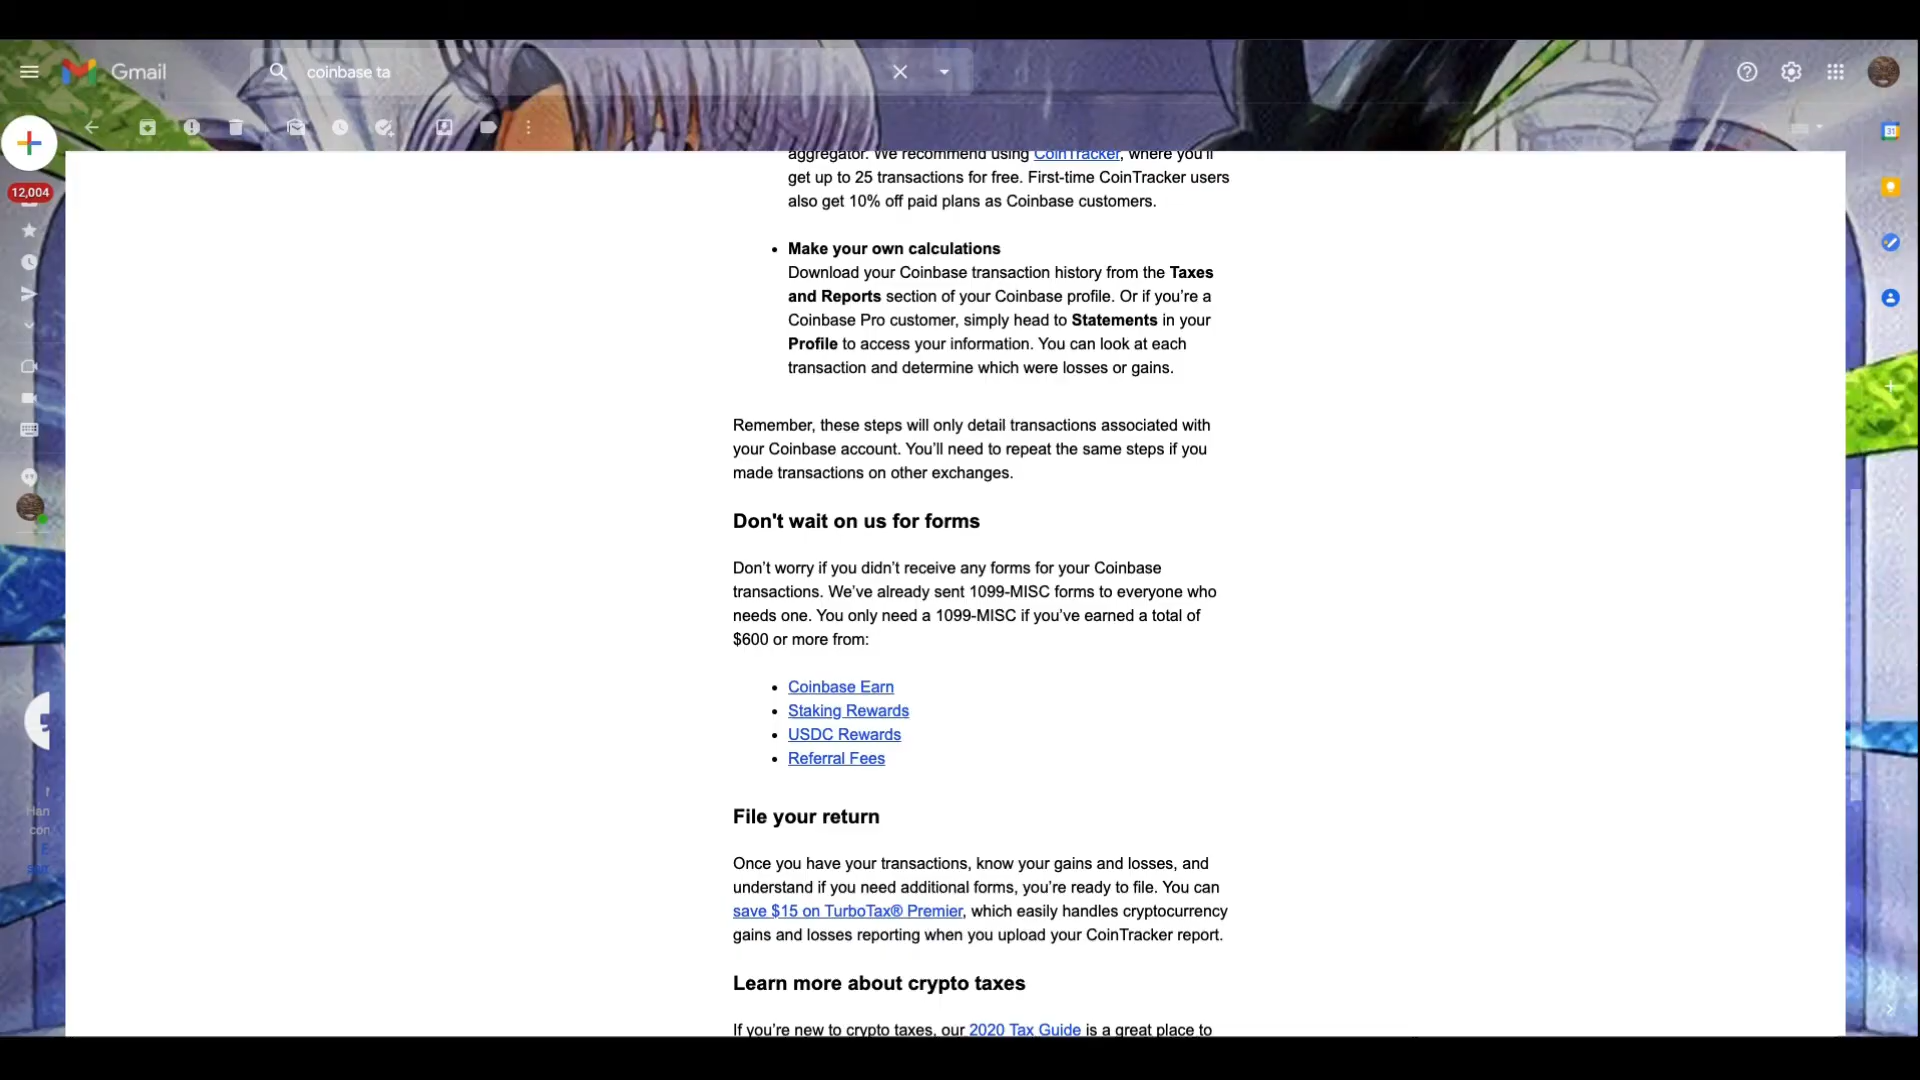 Gmail
coinbase ta
12,004
31
aggregator. We recommend using CoinTracker, where you'll
get up to 25 transactions for free. First-time CoinTracker users
also get 10% off paid plans as Coinbase customers.
• Make your own calculations
Download your Coinbase transaction history from the Taxes
and Reports section of your Coinbase profile. Or if you’re a
Coinbase Pro customer, simply head to Statements in your
Profile to access your information. You can look at each
transaction and determine which were losses or gains.
Remember, these steps will only detail transactions associated with
your Coinbase account. You’ll need to repeat the same steps if you
made transactions on other exchanges.
Don't wait on us for forms
Don’t worry if you didn’t receive any forms for your Coinbase
transactions. We’ve already sent 1099-MISC forms to everyone who
needs one. You only need a 1099-MISC if you’ve earned a total of
$600 or more from:
• Coinbase Earn
• Staking Rewards
• USDC Rewards
• Referral Fees
Han
con
File your return
Once you have your transactions, know your gains and losses, and
understand if you need additional forms, you’re ready to file. You can
save $15 on TurboTax® Premier, which easily handles cryptocurrency
gains and losses reporting when you upload your CoinTracker report.
Learn more about crypto taxes
If you’re new to crypto taxes, our 2020 Tax Guide is a great place to